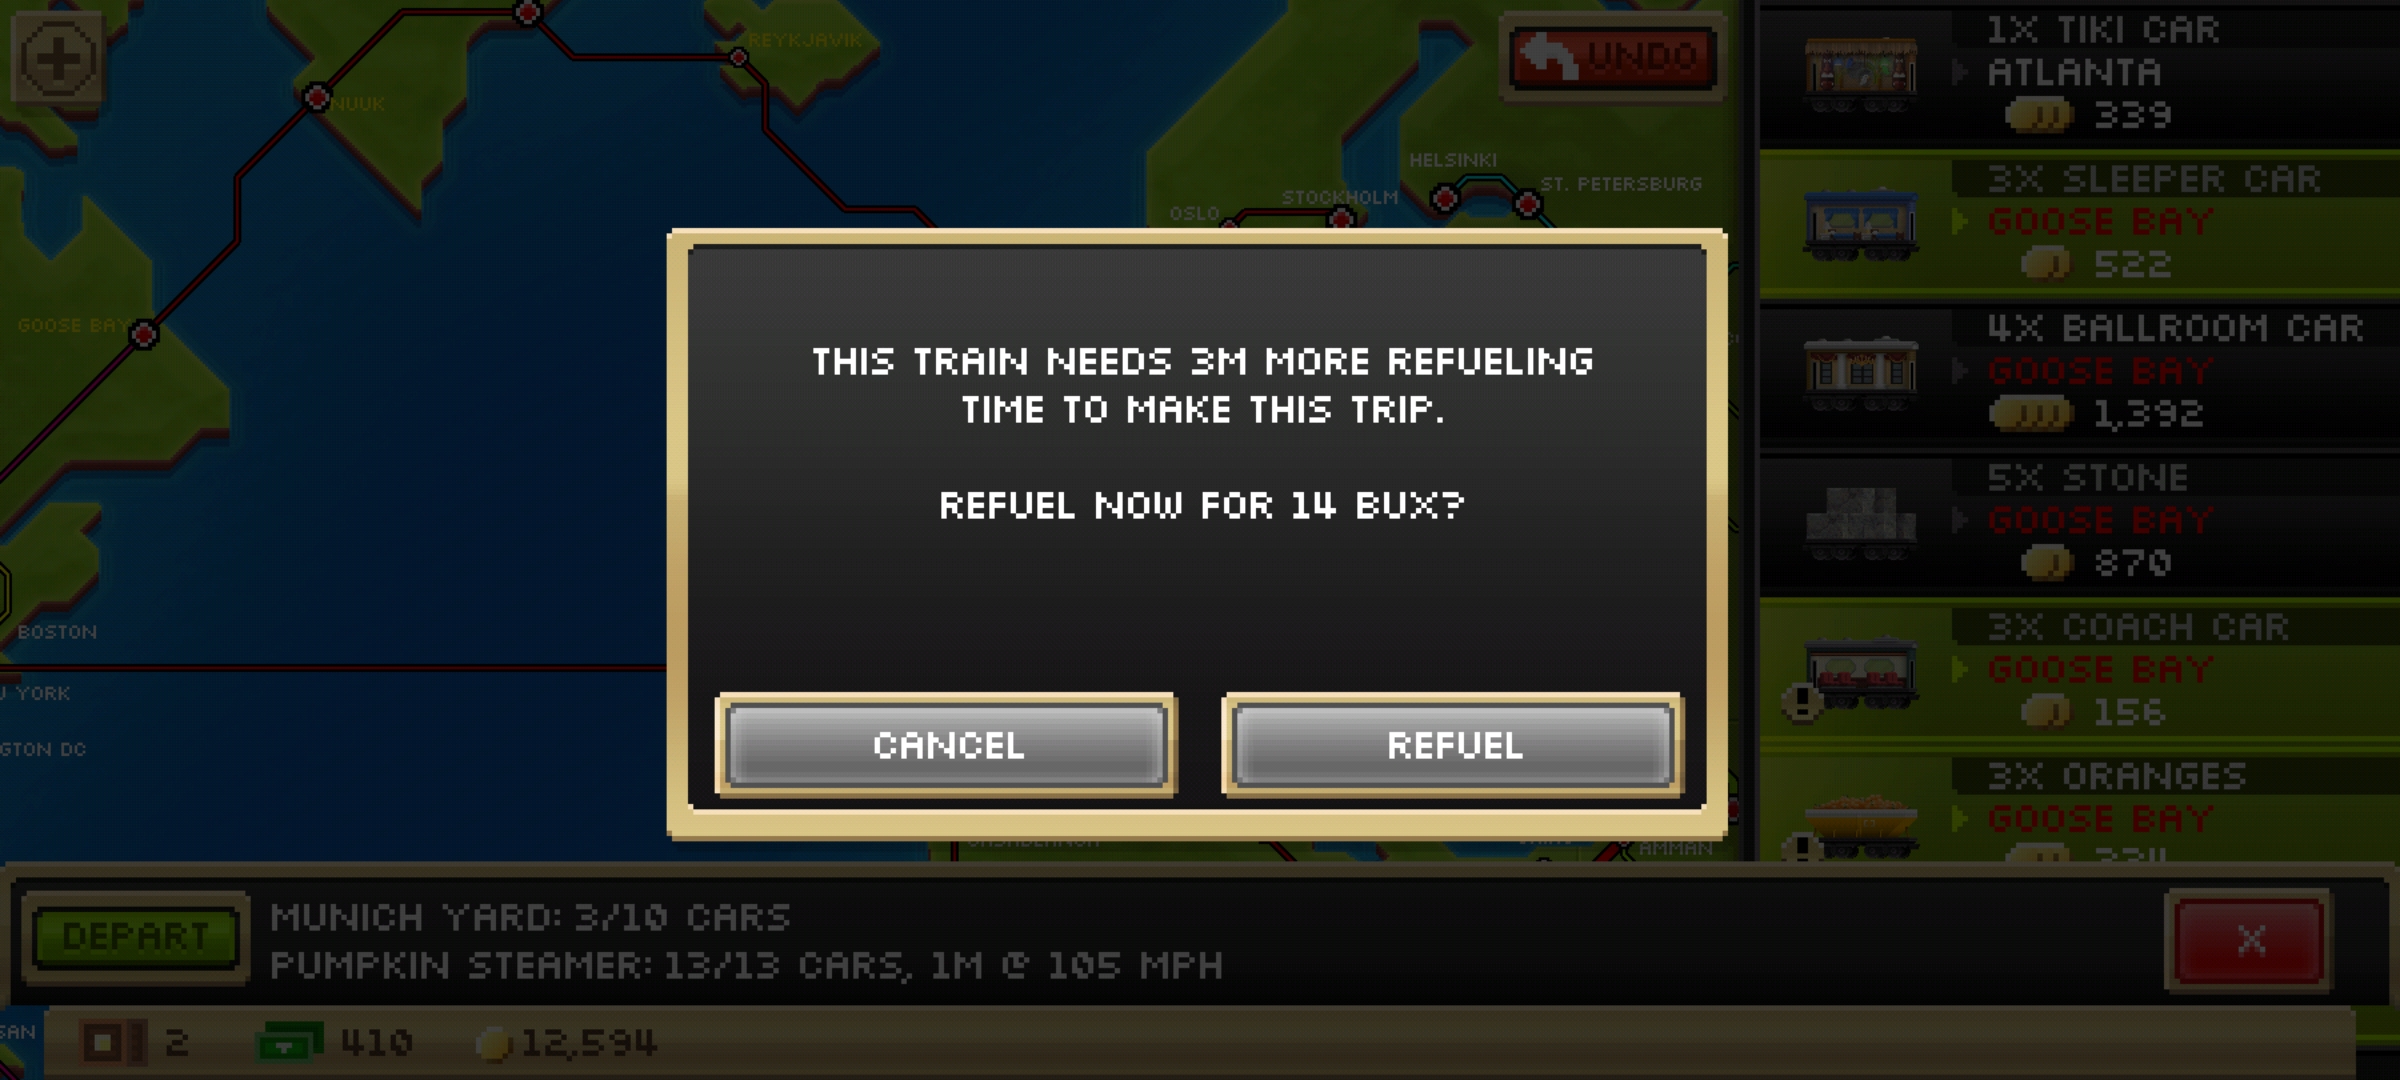 REYKJAVIK
NUUK
UNDO
HELSINKI
ST. PETERSBURG
STOCKHOLM
OSLO
GOOSE BAY
BOSTON
YORK
GTON DC
CASABLANCA
AMMAN
SAN
THIS TRAIN NEEDS 3M MORE REFUELING
TIME TO MAKE THIS TRIP.
REFUEL NOW FOR 14 BUX?
CANCEL
REFUEL
1X TIKI CAR
ATLANTA
339
3X SLEEPER CAR
GOOSE BAY
522
4X BALLROOM CAR
GOOSE BAY
1,392
5X STONE
GOOSE BAY
870
3X COACH CAR
GOOSE BAY
156
3X ORANGES
GOOSE BAY
DEPART
MUNICH YARD: 3/10 CARS
PUMPKIN STEAMER: 13/13 CARS, 1M @ 105 MPH
X
2
410
12,594